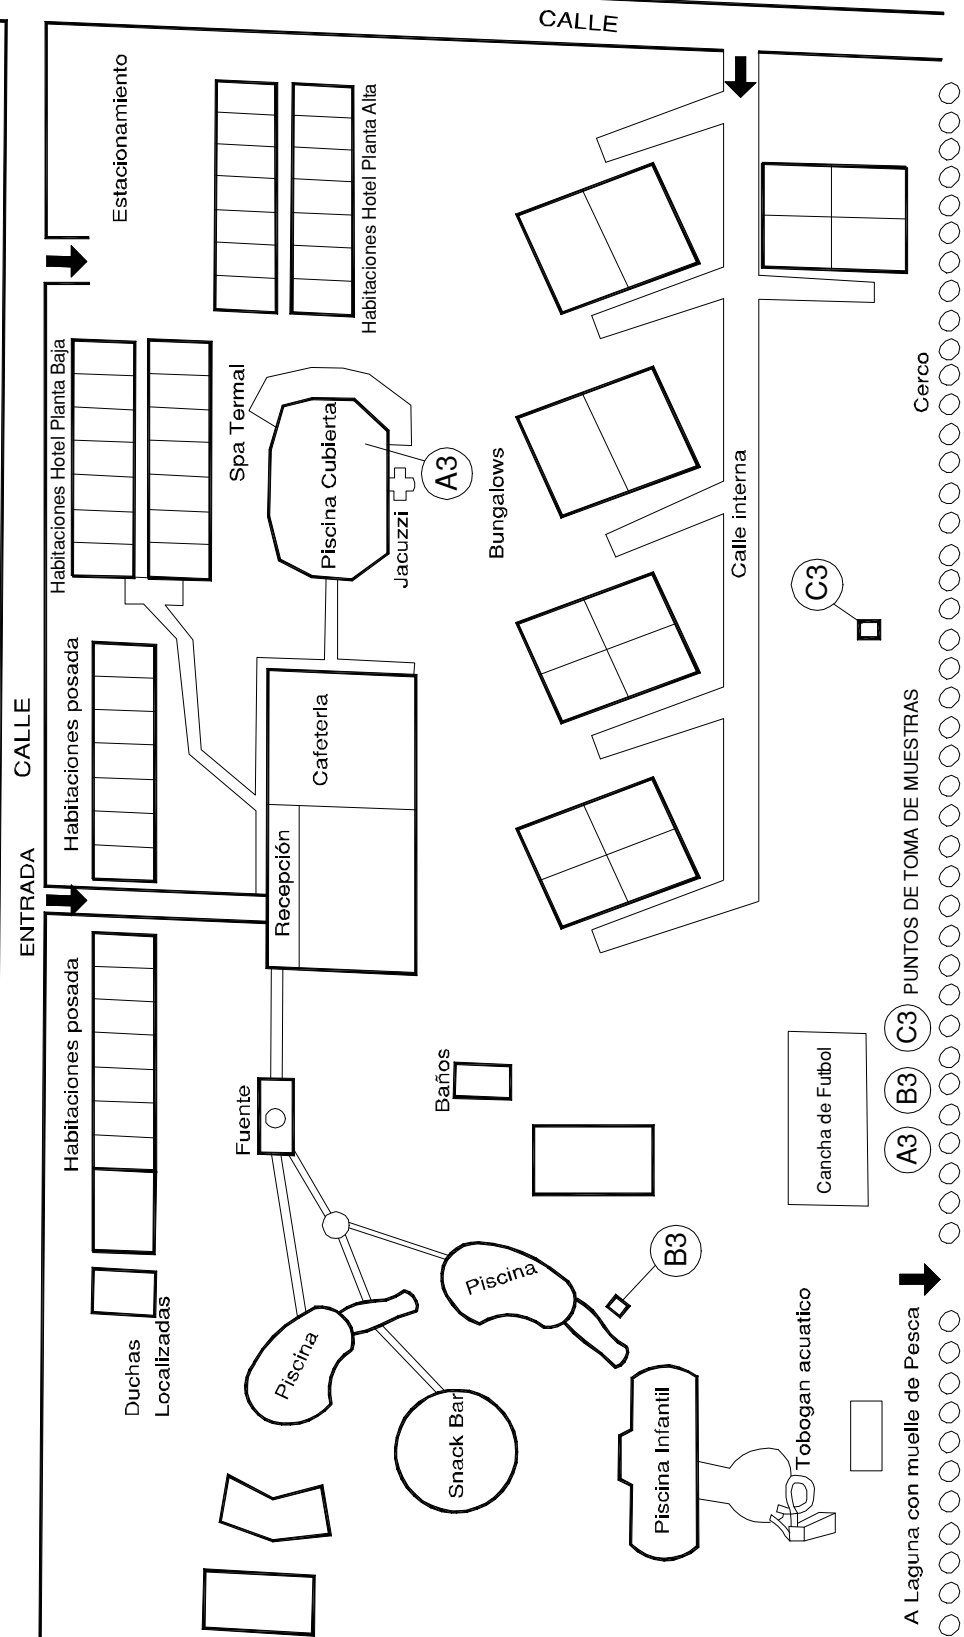 CALLE
Estacionamiento
Habitaciones Hotel Planta Alta
Habitaciones Hotel Planta Baja
Spa Termal
Piscina Cubierta
A3
Jacuzzi
Bungalows
Calle interna
Cerco
C3
CALLE
Habitaciones posada
Cafeteria
Recepción
ENTRADA
Habitaciones posada
Fuente
Baños
Cancha de Futbol
A3 B3 C3 PUNTOS DE TOMA DE MUESTRAS
B3
Piscina
Piscina
Duchas
Localizadas
Snack Bar
Piscina Infantil
Tobogan acuatico
A Laguna con muelle de Pesca